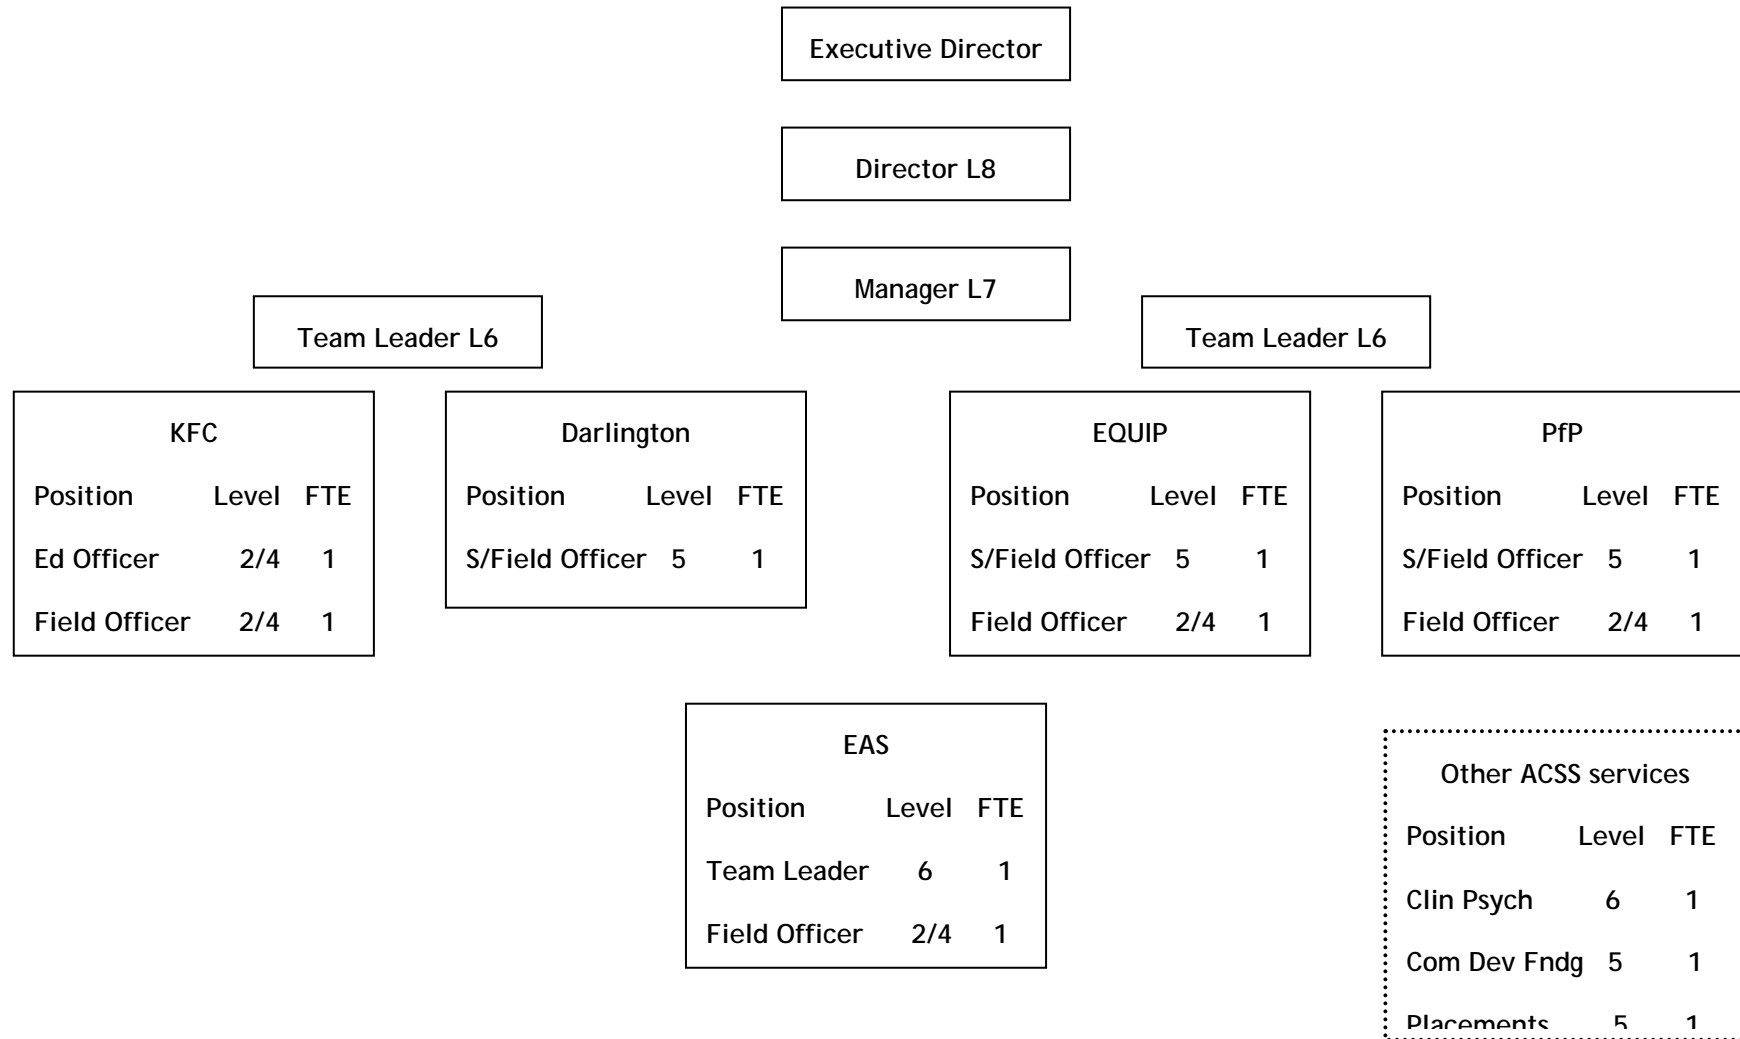 Executive Director
Director L8
Manager L7
Team Leader L6
Team Leader L6
KFC
Position Level FTE
Ed Officer 2/4 1
Field Officer 2/4 1
Darlington
Position Level FTE
S/Field Officer 5 1
EQUIP
Position Level FTE
S/Field Officer 5 1
Field Officer 2/4 1
PfP
Position Level FTE
S/Field Officer 5 1
Field Officer 2/4 1
EAS
Position Level FTE
Team Leader 6 1
Field Officer 2/4 1
Other ACSS services
Position Level FTE
Clin Psych 6 1
Com Dev Fndg 5 1
Placements 5 1